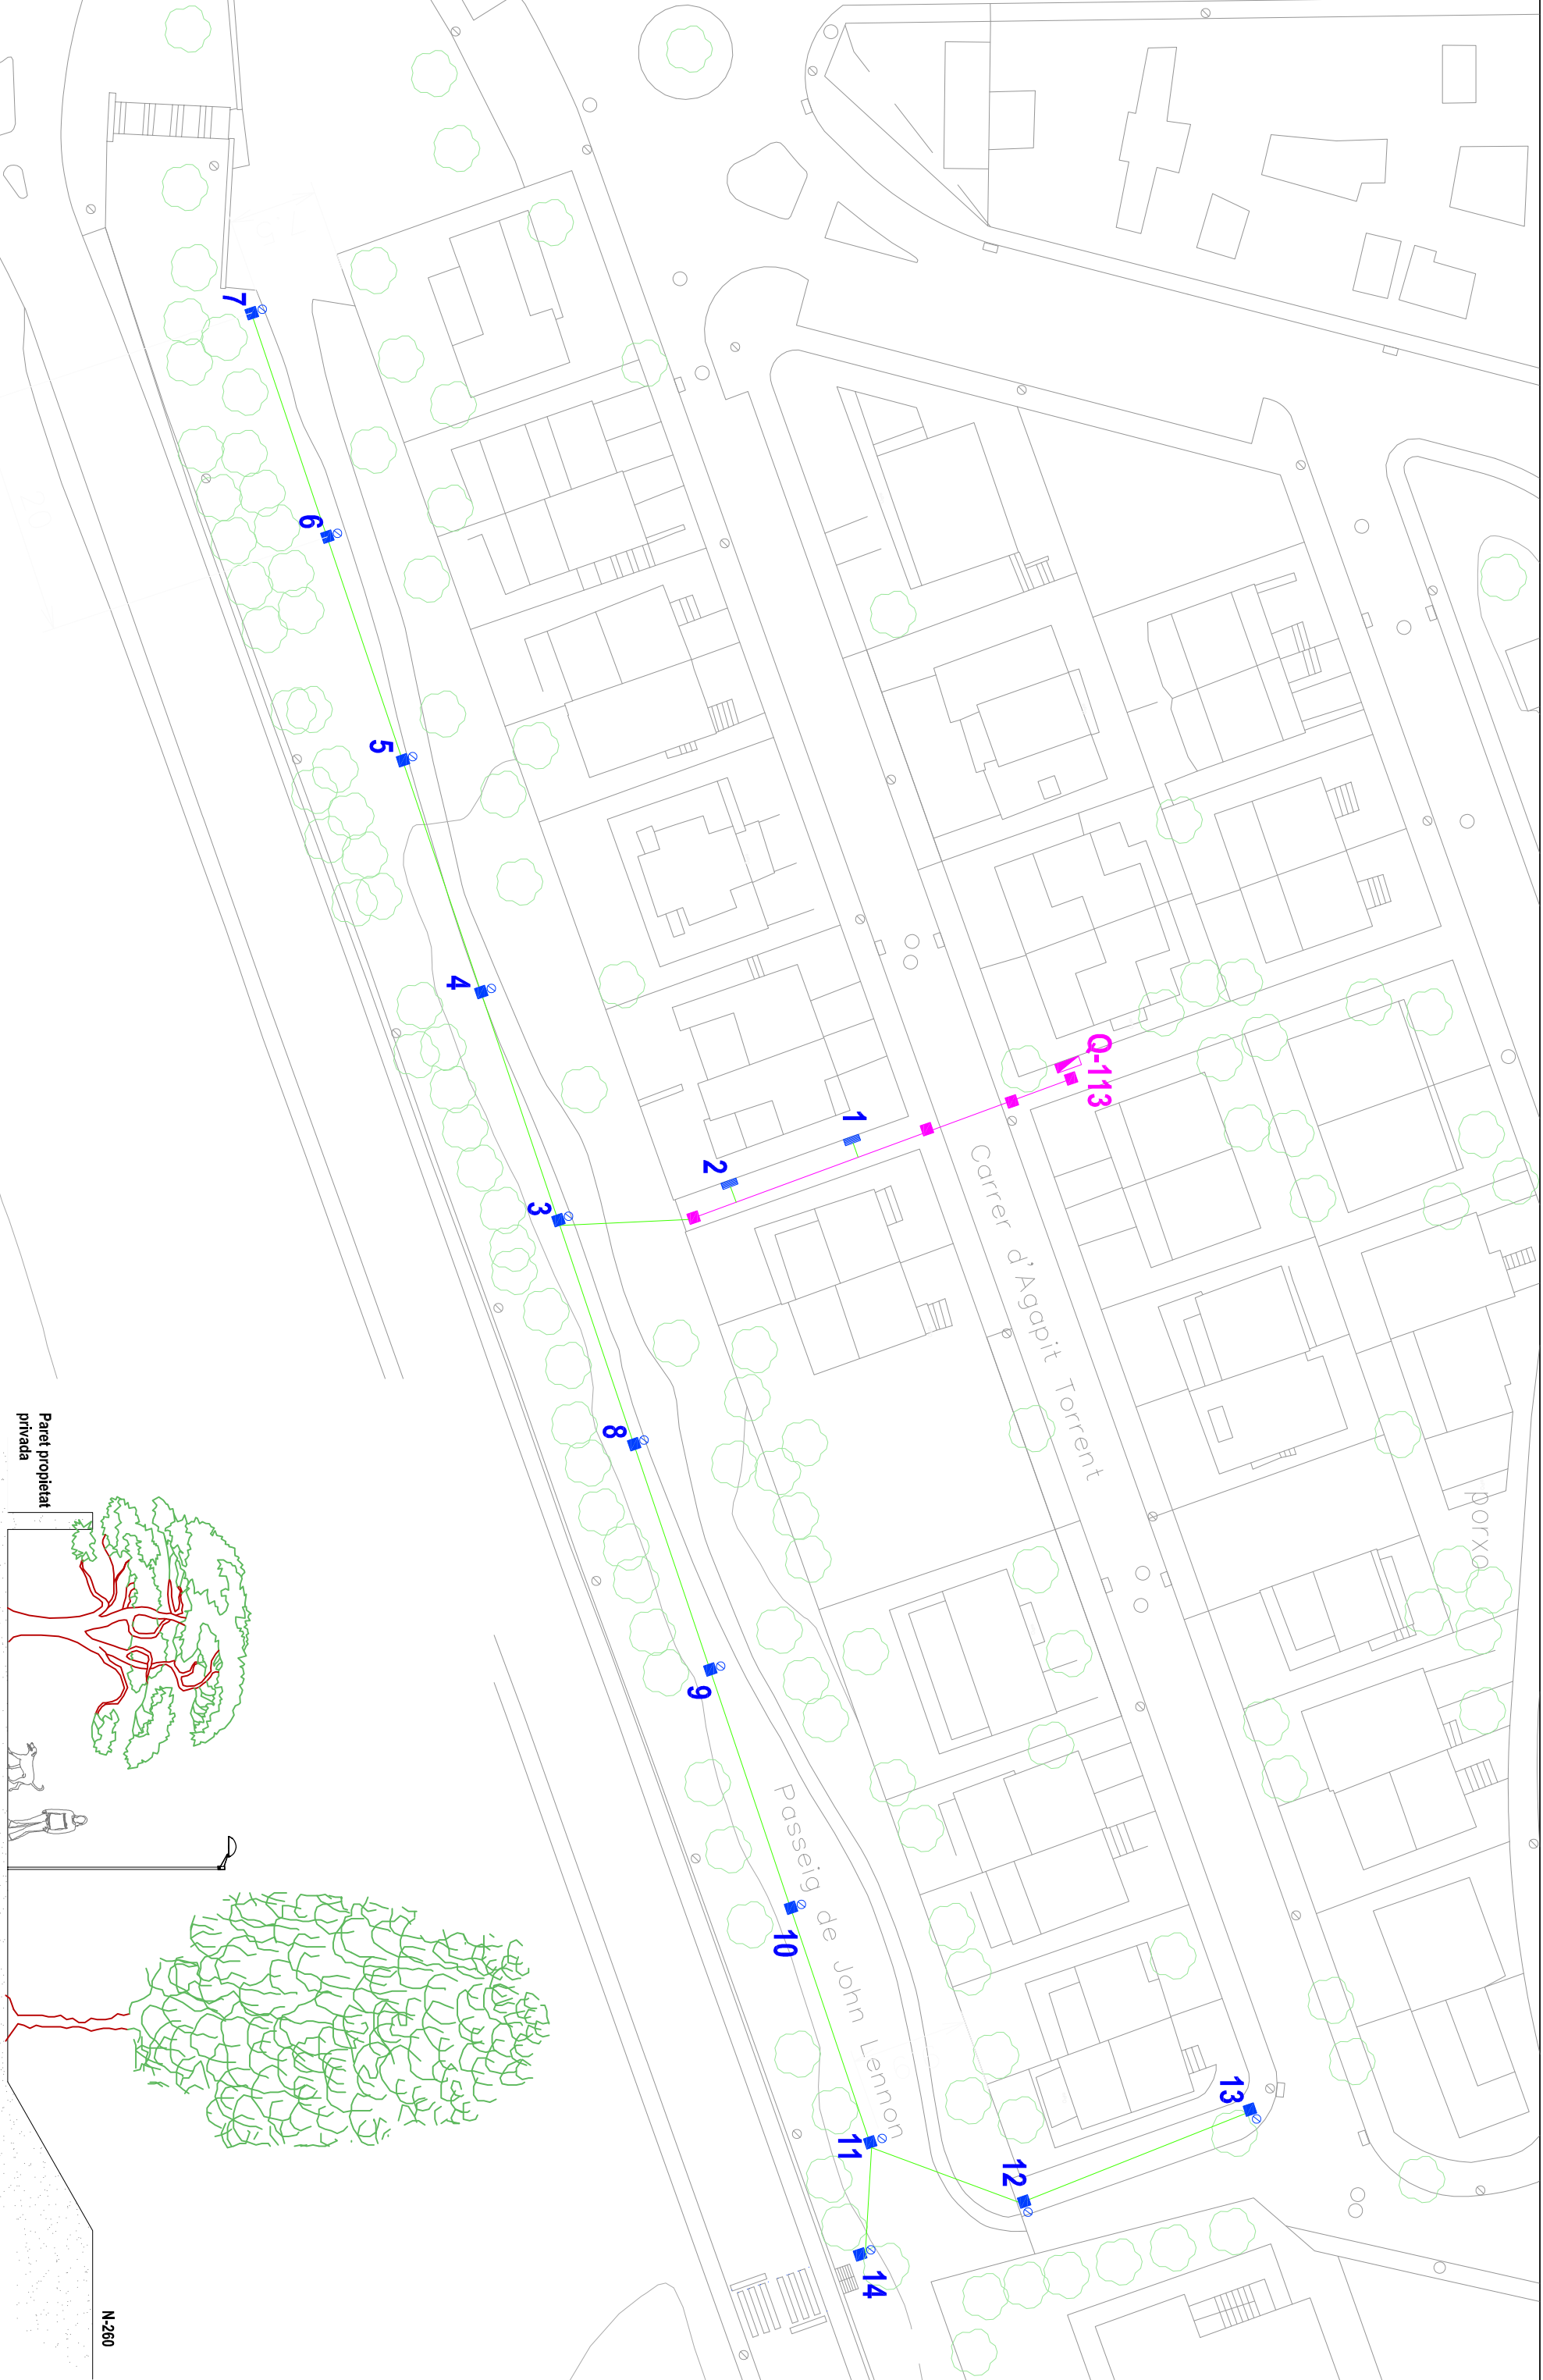 Q-113
1
2
3
4
5
6
7
8
9
10
11
12
13
14
Carrer d'Agapit Torrent
Passeig de John Lennon
porxo
Paret propietat
privada
N-260